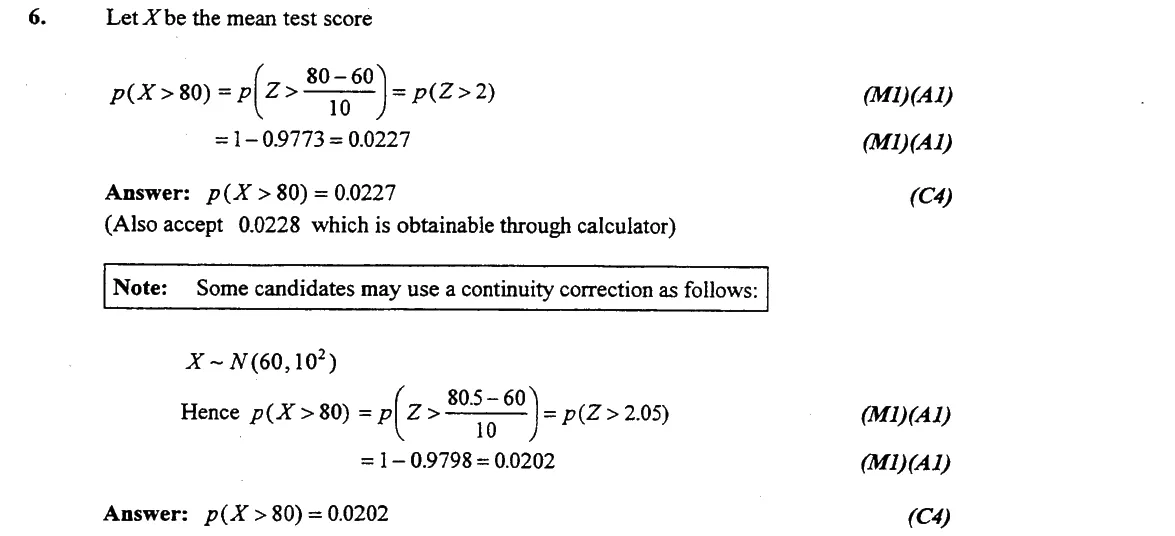 6. Let X be the mean test score
p(X > 80) = p(Z > (80 – 60)/10) = p(Z > 2) (M1)(A1)
= 1 – 0.9773 = 0.0227 (M1)(A1)
Answer: p(X > 80) = 0.0227 (C4)
(Also accept 0.0228 which is obtainable through calculator)
Note: Some candidates may use a continuity correction as follows:
X ~ N(60, 10²)
Hence p(X > 80) = p(Z > (80.5 – 60)/10) = p(Z > 2.05) (M1)(A1)
= 1 – 0.9798 = 0.0202 (M1)(A1)
Answer: p(X > 80) = 0.0202 (C4)